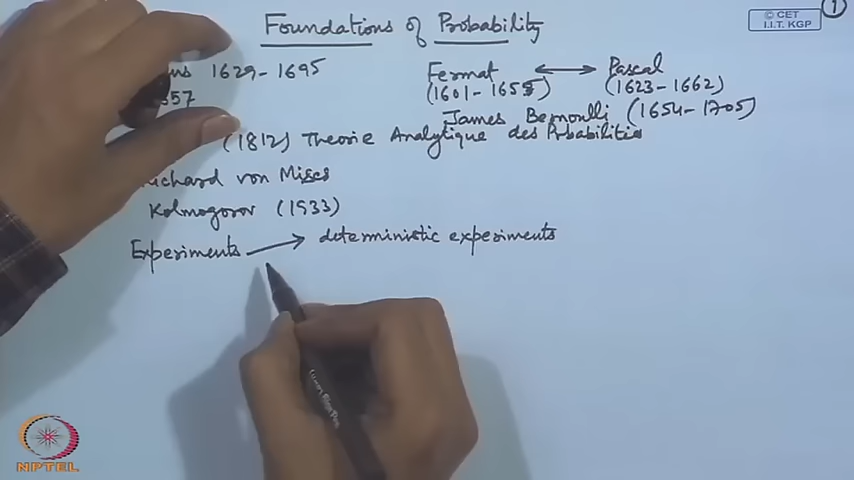 Foundations of Probability
© CET
I.I.T. KGP
1
1629-1695
Fermat ↔ Pascal
(1601-1655) (1623-1662)
James Bernoulli (1654-1705)
(1812) Theorie Analytique des Probabilities
Richard von Mises
Kolmogorov (1933)
Experiments → deterministic experiments
NPTEL